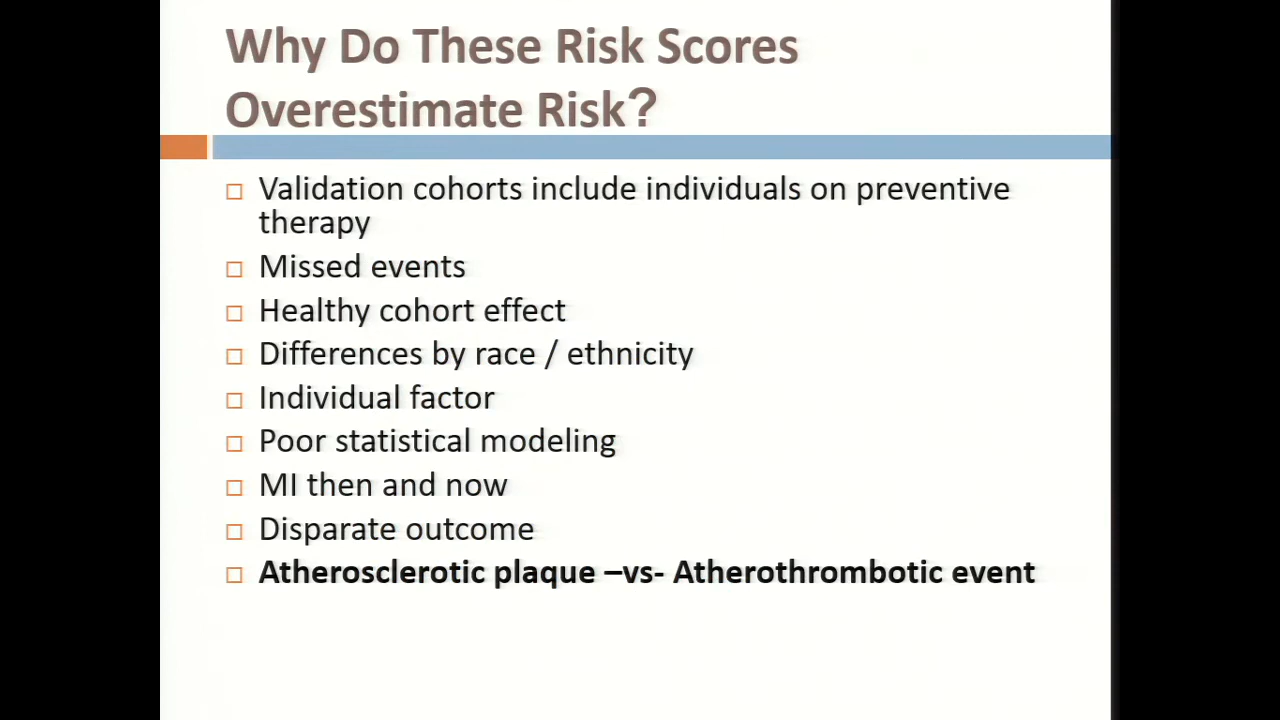 Why Do These Risk Scores
Overestimate Risk?
Validation cohorts include individuals on preventive
therapy
Missed events
Healthy cohort effect
Differences by race / ethnicity
Individual factor
Poor statistical modeling
MI then and now
Disparate outcome
Atherosclerotic plaque –vs- Atherothrombotic event